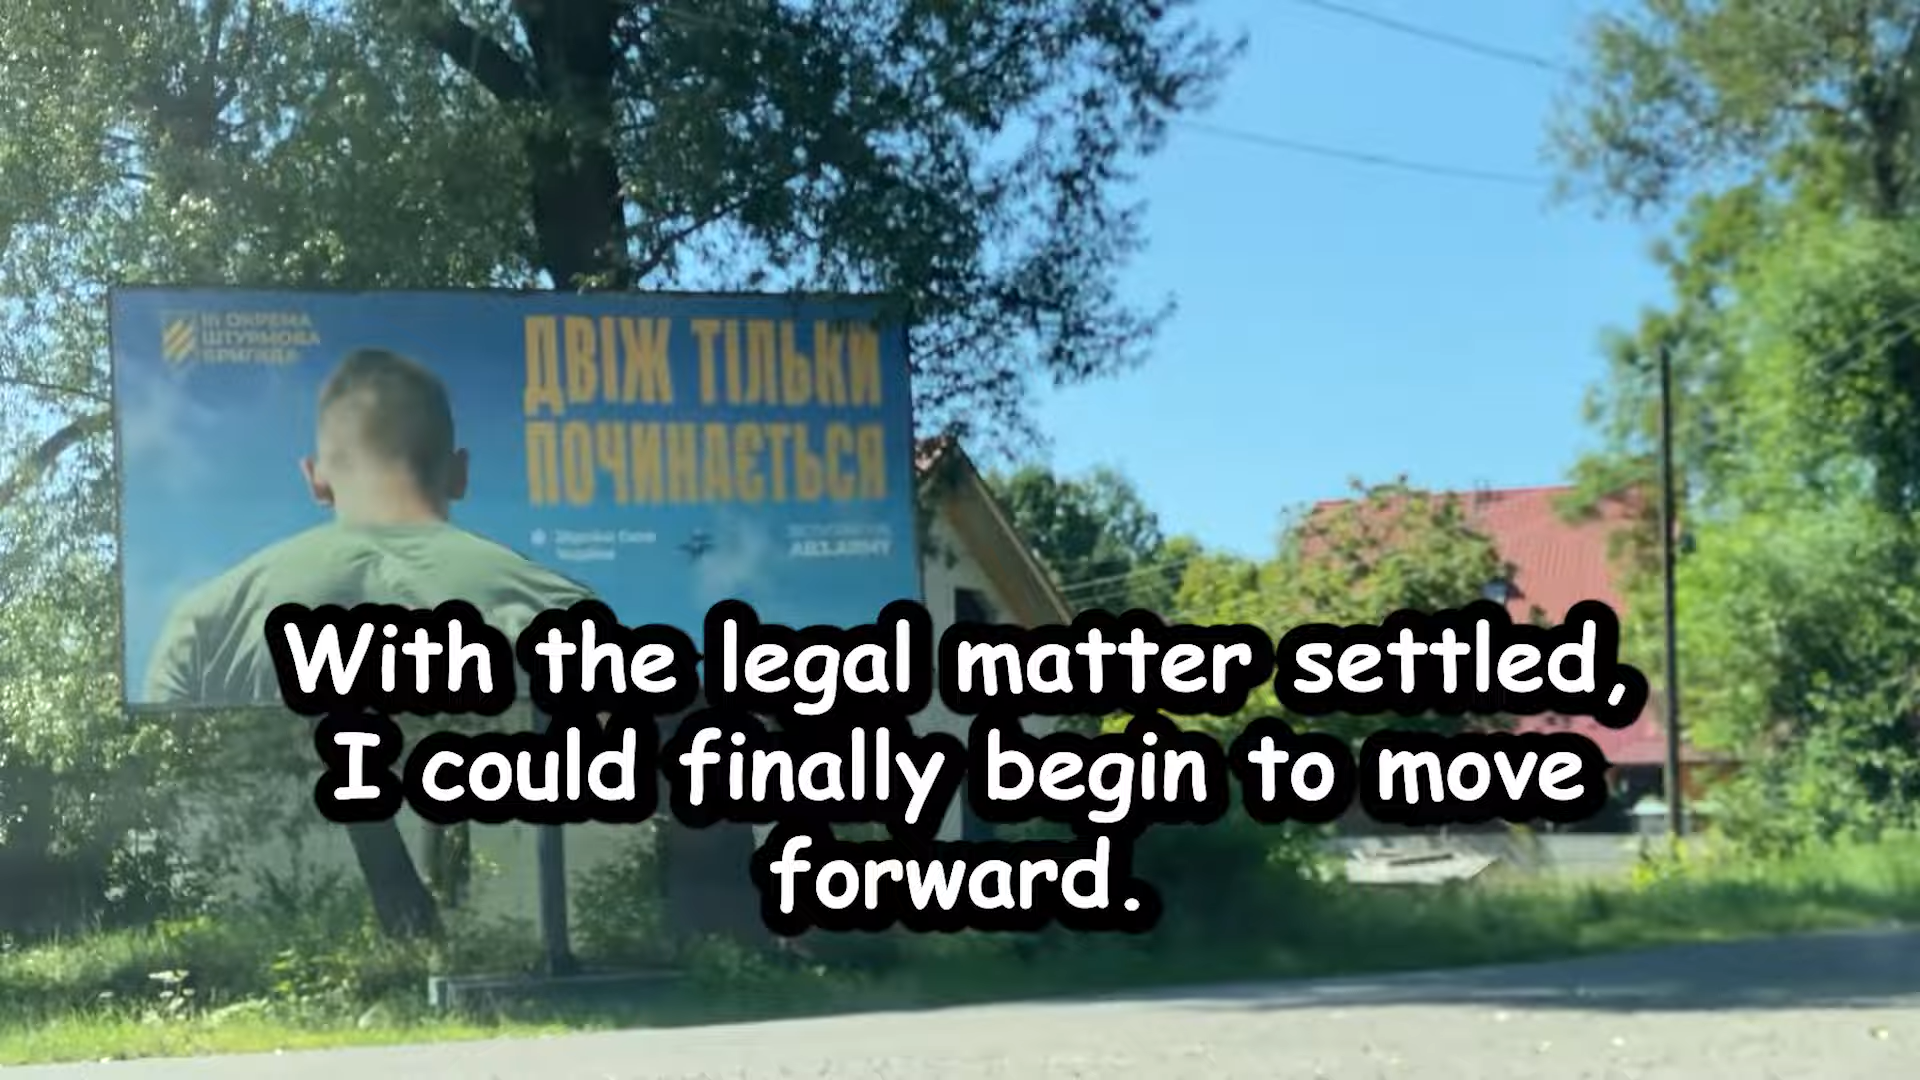 III ОКРЕМА
ШТУРМОВА
БРИГАДА
ДВІЖ ТІЛЬКИ
ПОЧИНАЄТЬСЯ
AB3.ARMY
With the legal matter settled,
I could finally begin to move
forward.